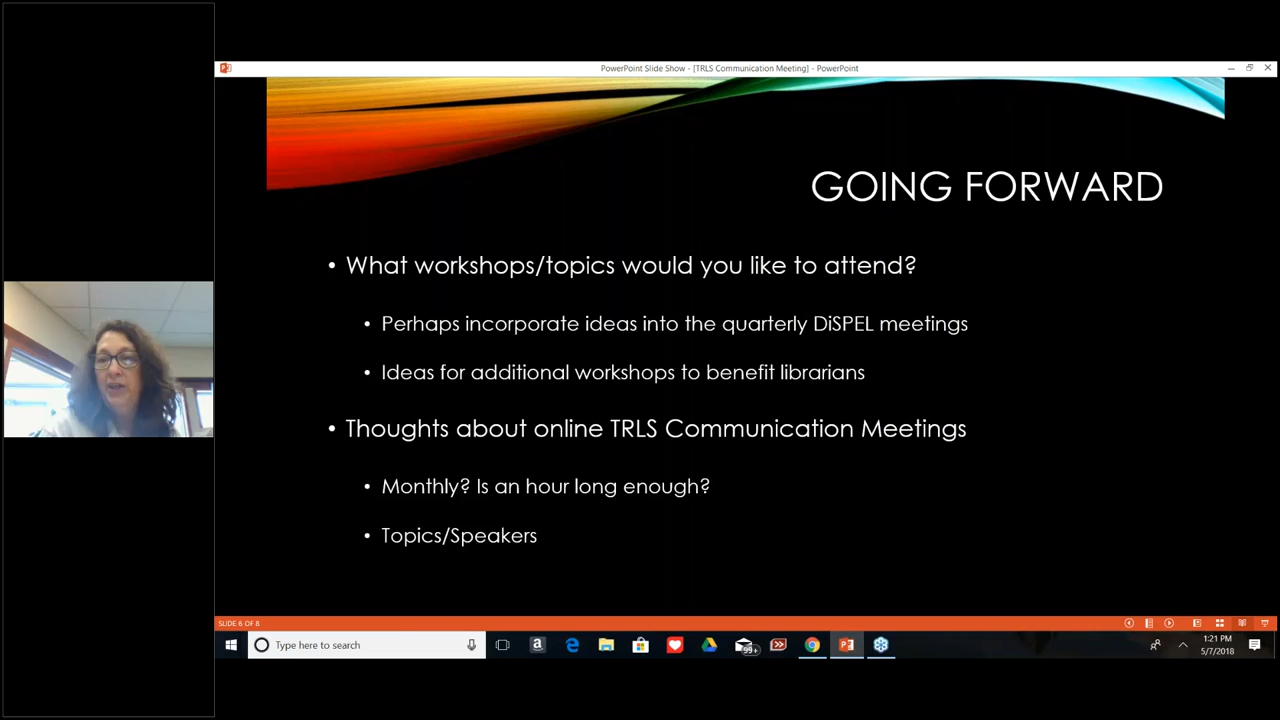 PowerPoint Slide Show - [TRLS Communication Meeting] - PowerPoint
GOING FORWARD
• What workshops/topics would you like to attend?
• Perhaps incorporate ideas into the quarterly DiSPEL meetings
• Ideas for additional workshops to benefit librarians
• Thoughts about online TRLS Communication Meetings
• Monthly? Is an hour long enough?
• Topics/Speakers
SLIDE 6 OF 8
Type here to search
99+
1:21 PM
5/7/2018